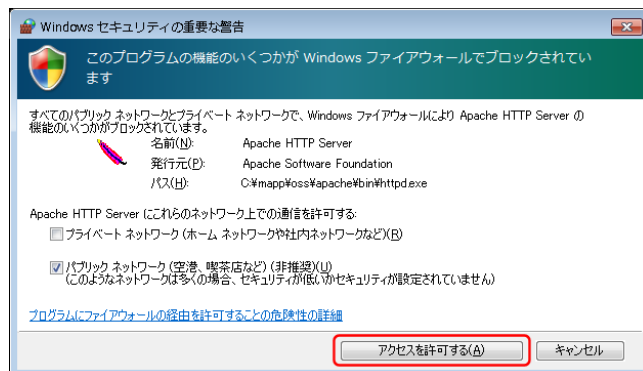 Windows セキュリティの重要な警告
このプログラムの機能のいくつかが Windows ファイアウォールでブロックされてい
ます
すべてのパブリック ネットワークとプライベート ネットワークで、Windows ファイアウォールにより Apache HTTP Server の
機能のいくつかがブロックされています。
名前(N): Apache HTTP Server
発行元(P): Apache Software Foundation
パス(H): C:¥mapp¥oss¥apache¥bin¥httpd.exe
Apache HTTP Server にこれらのネットワーク上での通信を許可する:
プライベート ネットワーク (ホーム ネットワークや社内ネットワークなど)(R)
パブリック ネットワーク (空港、喫茶店など) (非推奨)(U)
(このようなネットワークは多くの場合、セキュリティが低いかセキュリティが設定されていません)
プログラムにファイアウォールの経由を許可することの危険性の詳細
アクセスを許可する(A) キャンセル